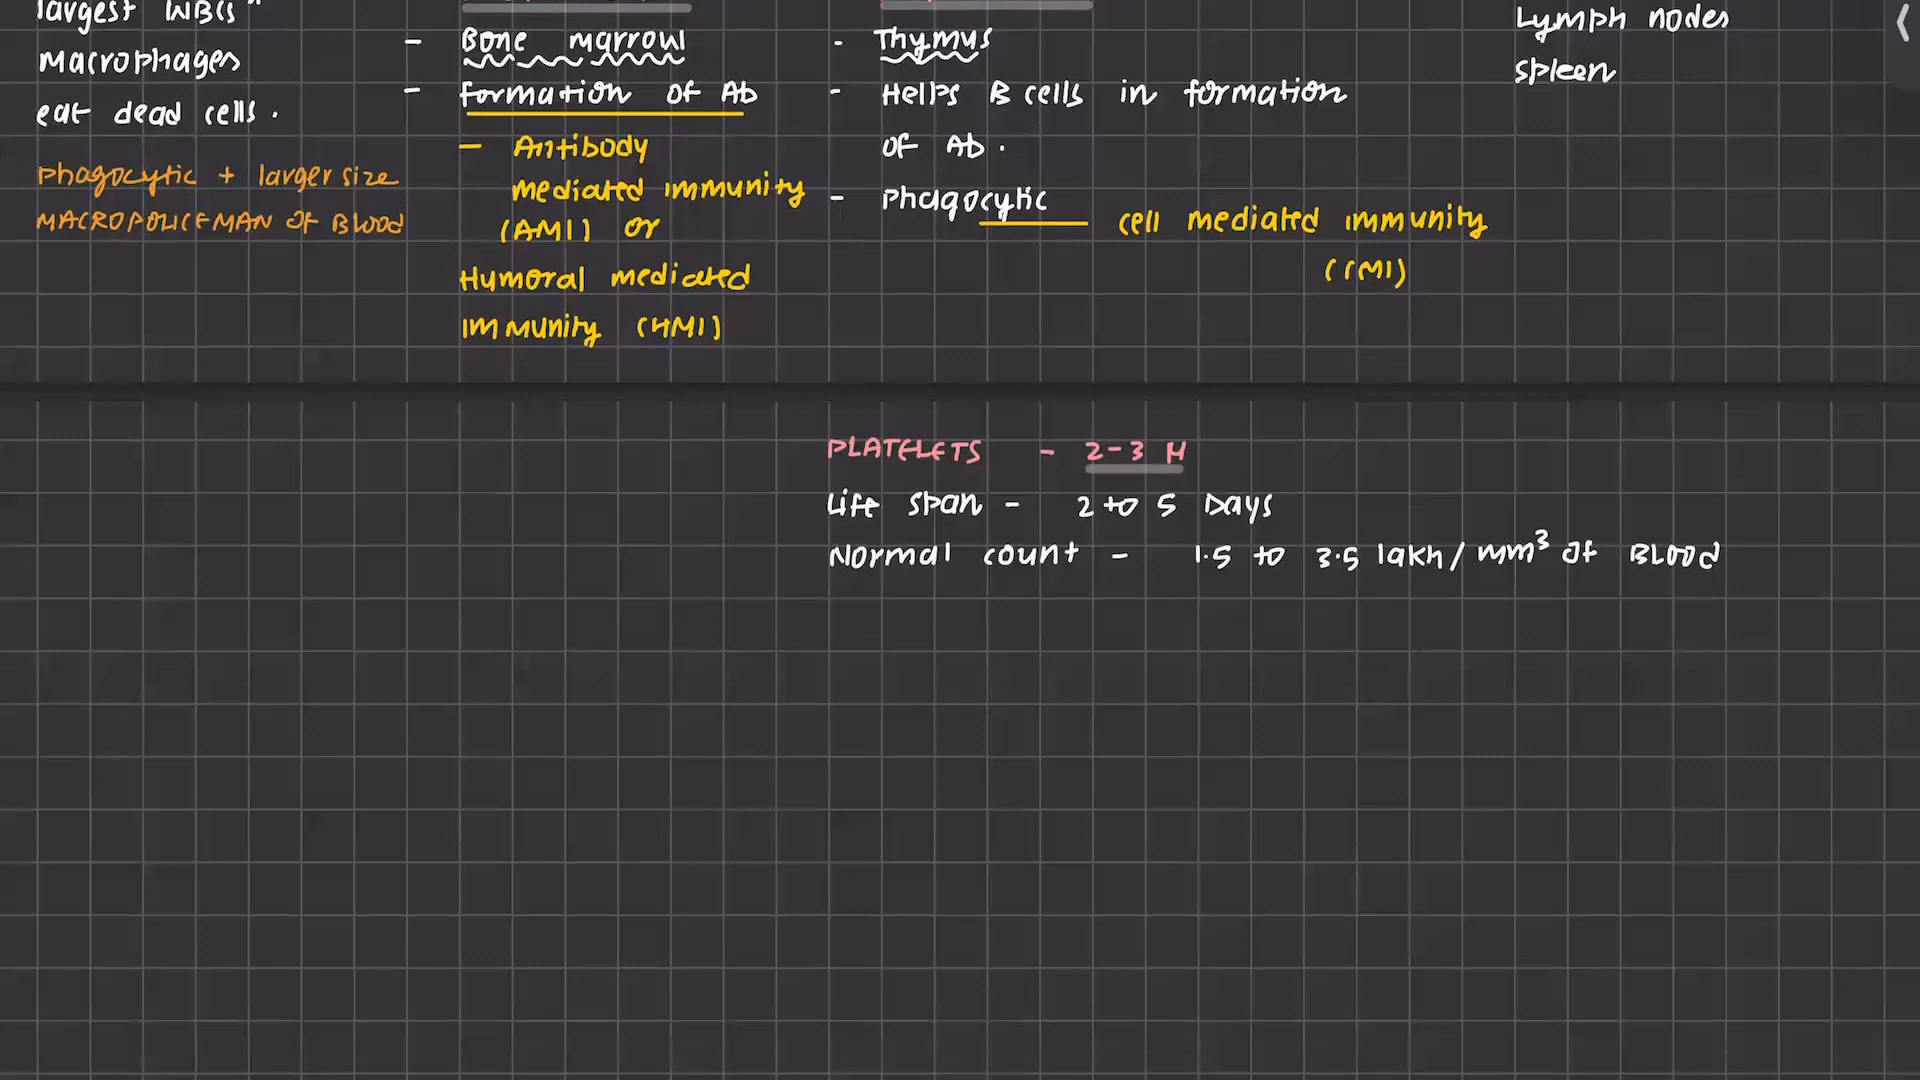 largest WBCs"
Macrophages
eat dead cells.
Phagocytic + larger size
MACROPOLICEMAN OF Blood
- Bone marrow
- formation of Ab
- Antibody
mediated immunity
(AMI) or
Humoral mediated
immunity (HMI)
- Thymus
- Helps B cells in formation
of Ab.
- Phagocytic
cell mediated immunity
(CMI)
Lymph nodes
spleen
PLATELETS - 2-3 µ
Life span - 2 to 5 Days
Normal count - 1.5 to 3.5 lakh/mm³ of Blood